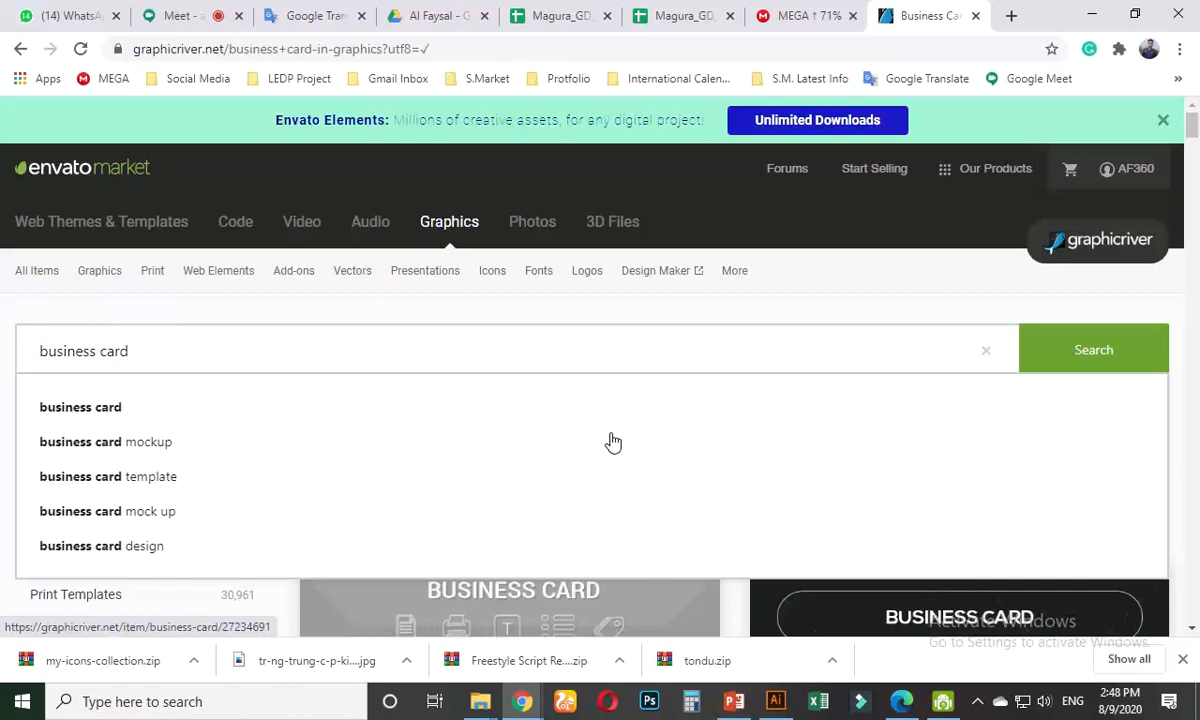 (14) WhatsA
Meet - a
Google Tran
Al Faysal - G
Magura_GD_
Magura_GD_
MEGA ↑ 71%
Business Car
graphicriver.net/business+card-in-graphics?utf8=✓
Apps
MEGA
Social Media
LEDP Project
Gmail Inbox
S.Market
Protfolio
International Calen...
S.M. Latest Info
Google Translate
Google Meet
»
Envato Elements: Millions of creative assets, for any digital project!
Unlimited Downloads
envatomarket
Forums
Start Selling
Our Products
AF360
Web Themes & Templates
Code
Video
Audio
Graphics
Photos
3D Files
graphicriver
All Items
Graphics
Print
Web Elements
Add-ons
Vectors
Presentations
Icons
Fonts
Logos
Design Maker
More
business card
Search
business card
business card mockup
business card template
business card mock up
business card design
Print Templates
30,961
BUSINESS CARD
BUSINESS CARD
Activate Windows
Go to Settings to activate Windows.
https://graphicriver.net/item/business-card/27234691
my-icons-collection.zip
tr-ng-trung-c-p-ki....jpg
Freestyle Script Re....zip
tondu.zip
Show all
Type here to search
Ps
Ai
ENG
2:48 PM
8/9/2020